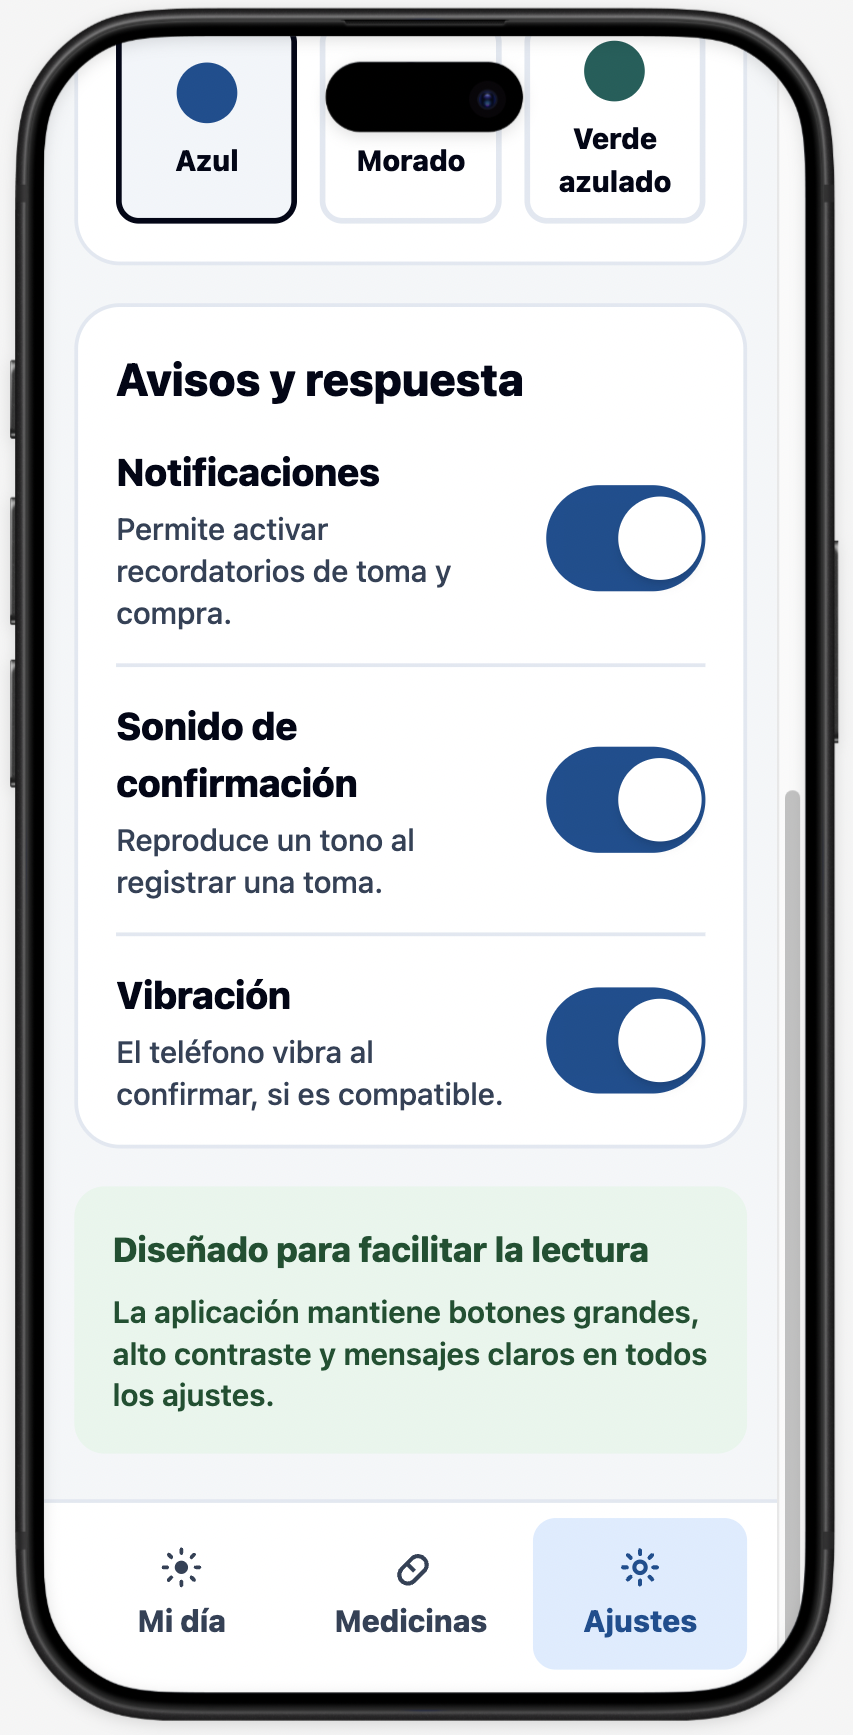 Azul
Morado
Verde
azulado
Avisos y respuesta
Notificaciones
Permite activar
recordatorios de toma y
compra.
Sonido de
confirmación
Reproduce un tono al
registrar una toma.
Vibración
El teléfono vibra al
confirmar, si es compatible.
Diseñado para facilitar la lectura
La aplicación mantiene botones grandes,
alto contraste y mensajes claros en todos
los ajustes.
Mi día
Medicinas
Ajustes